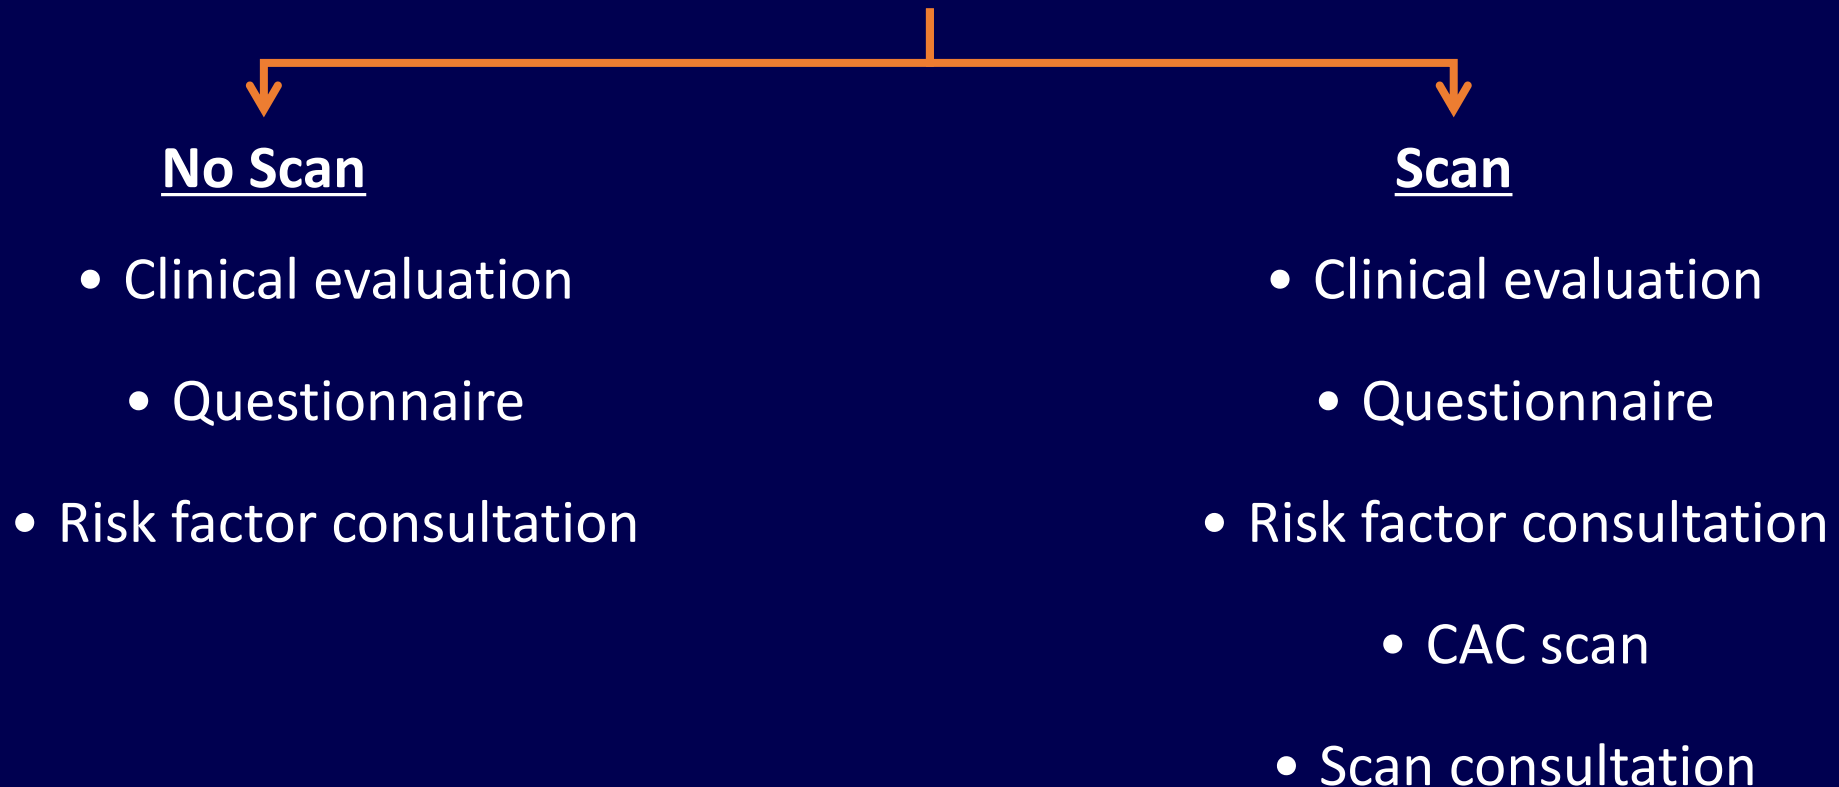 No Scan
• Clinical evaluation
• Questionnaire
• Risk factor consultation
Scan
• Clinical evaluation
• Questionnaire
• Risk factor consultation
• CAC scan
• Scan consultation